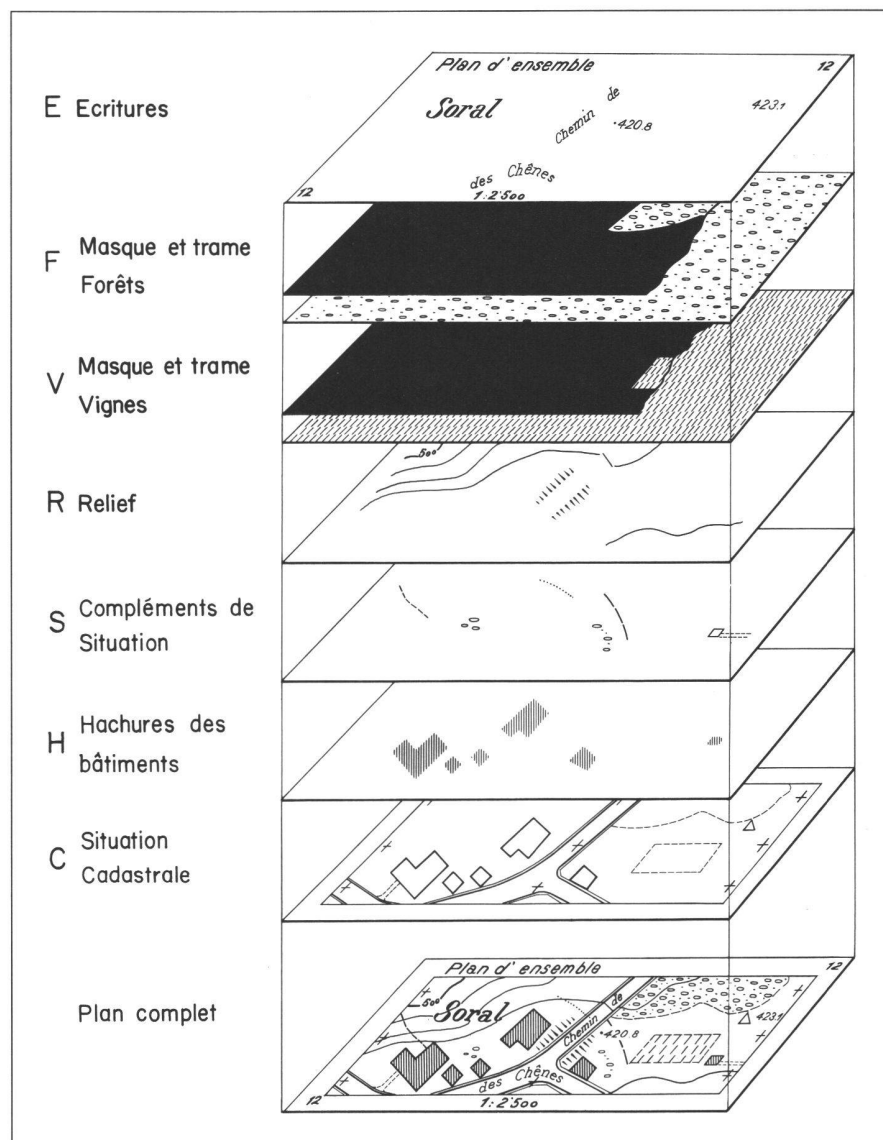 Plan d'ensemble 12
E Ecritures
Soral
Chemin de
·420.8
423.1
des Chênes
12
1:2'500
F Masque et trame
Forêts
V Masque et trame
Vignes
500
R Relief
S Compléments de
Situation
H Hachures des
bâtiments
C Situation
Cadastrale
Plan complet
Plan d'ensemble 12
500
Soral
Chemin de
·420.8
423.1
des Chênes
12
1:2'500